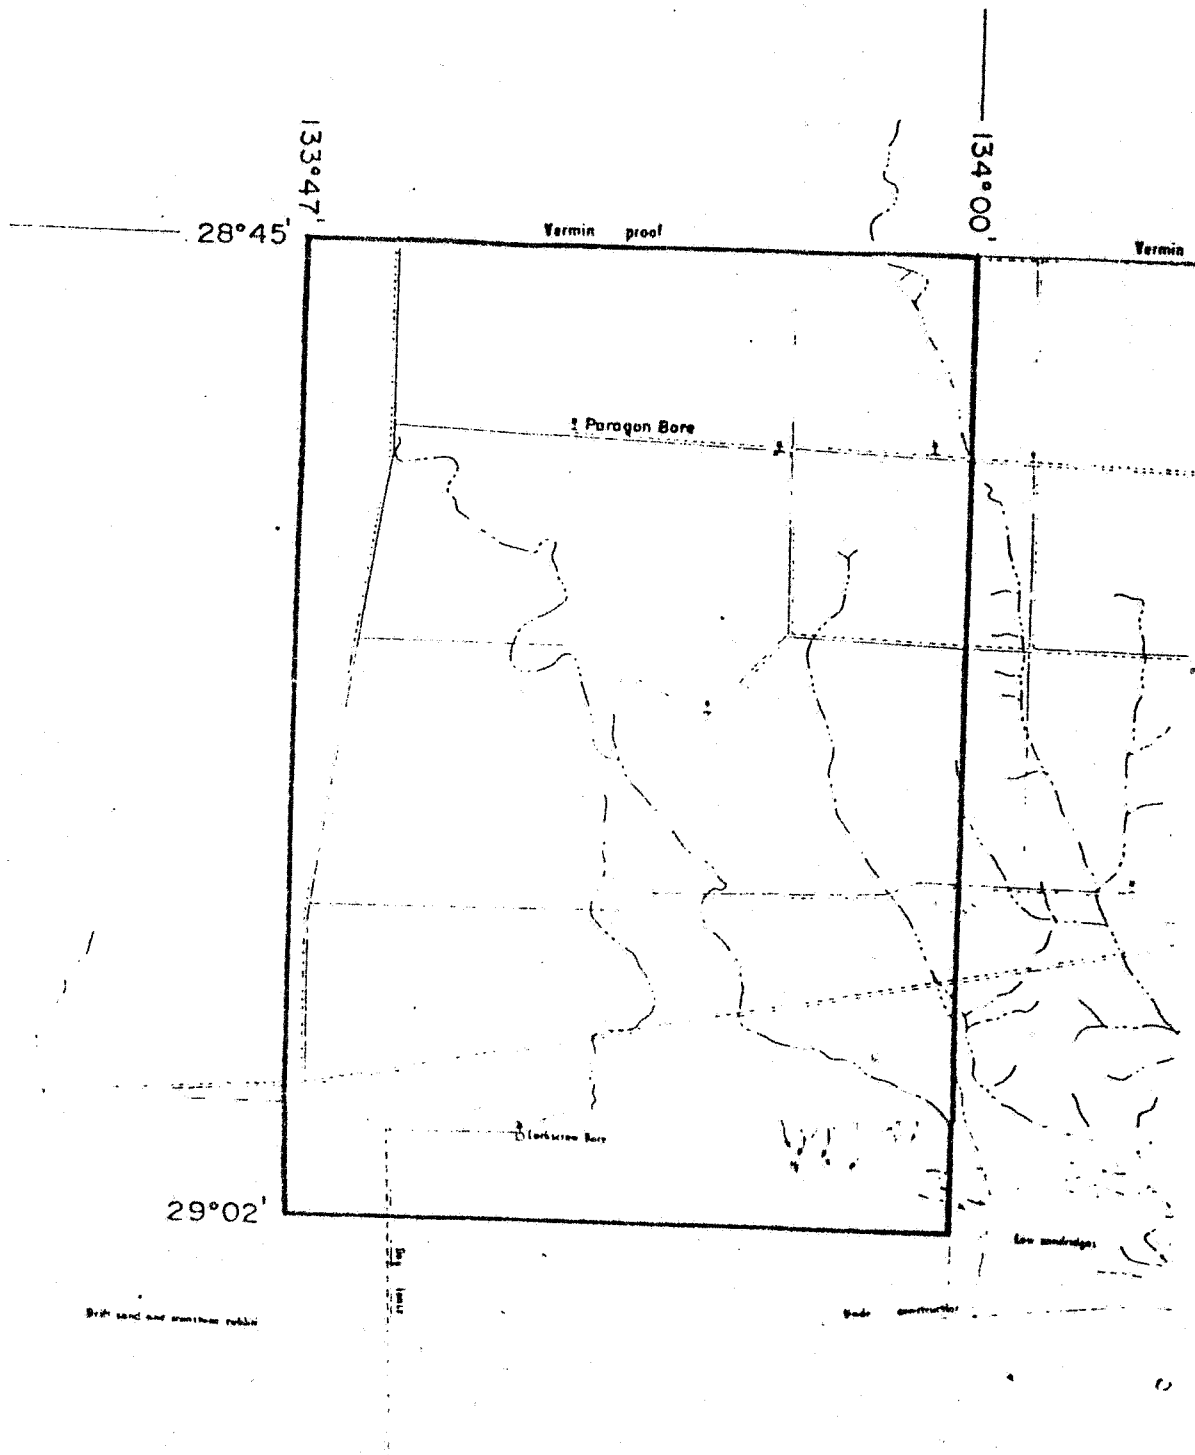 133°47'
134°00'
28°45'
Vermin proof
Vermin
Paragon Bore
Corkscrew Bore
29°02'
Low sandridges
Drift sand and ironstone rubble
construction